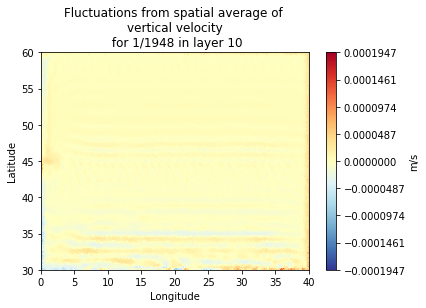 Fluctuations from spatial average of
vertical velocity
for 1/1948 in layer 10
60
55
50
45
40
35
30
Latitude
0 5 10 15 20 25 30 35 40
Longitude
0.0001947
0.0001461
0.0000974
0.0000487
0.0000000
−0.0000487
−0.0000974
−0.0001461
−0.0001947
m/s